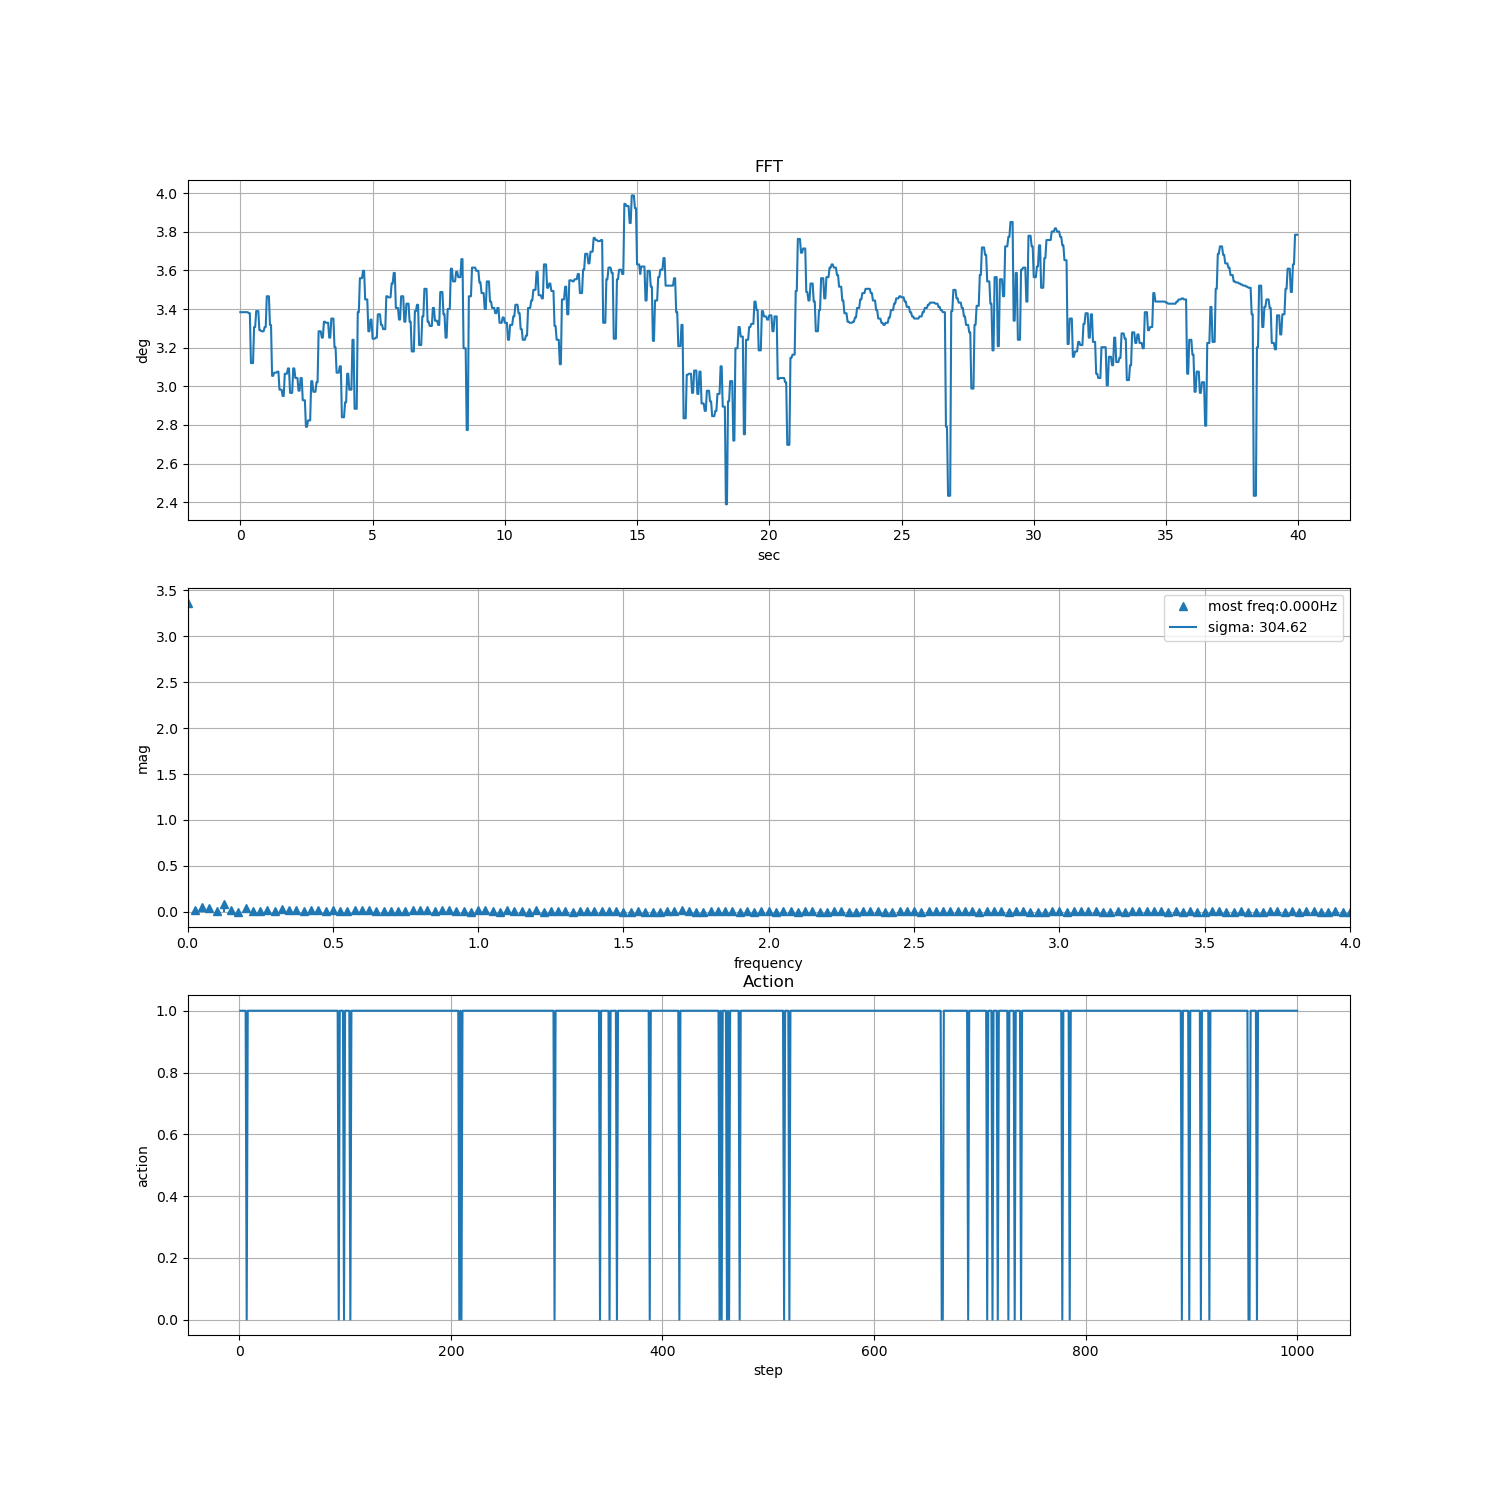 FFT
4.0
3.8
3.6
3.4
3.2
3.0
2.8
2.6
2.4
deg
0 5 10 15 20 25 30 35 40
sec
3.5
3.0
2.5
2.0
1.5
1.0
0.5
0.0
mag
most freq:0.000Hz
sigma: 304.62
0.0 0.5 1.0 1.5 2.0 2.5 3.0 3.5 4.0
frequency
Action
1.0
0.8
0.6
0.4
0.2
0.0
action
0 200 400 600 800 1000
step